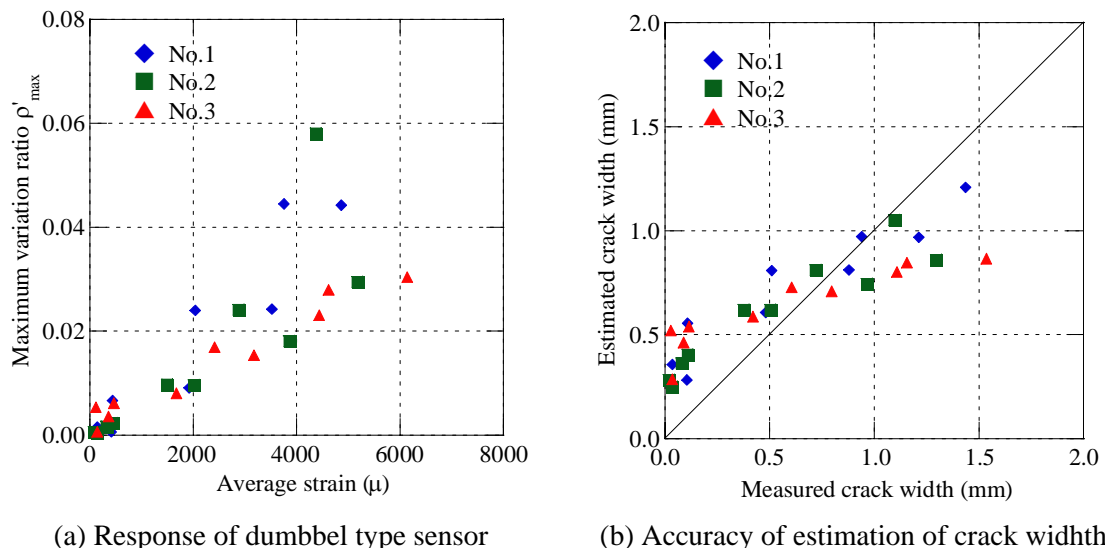 No.1
No.2
No.3
0.08
0.06
0.04
0.02
0.00
Maximum variation ratio ρ'max
0 2000 4000 6000 8000
Average strain (μ)
(a) Response of dumbbel type sensor
No.1
No.2
No.3
2.0
1.5
1.0
0.5
0.0
Estimated crack width (mm)
0.0 0.5 1.0 1.5 2.0
Measured crack width (mm)
(b) Accuracy of estimation of crack widhth